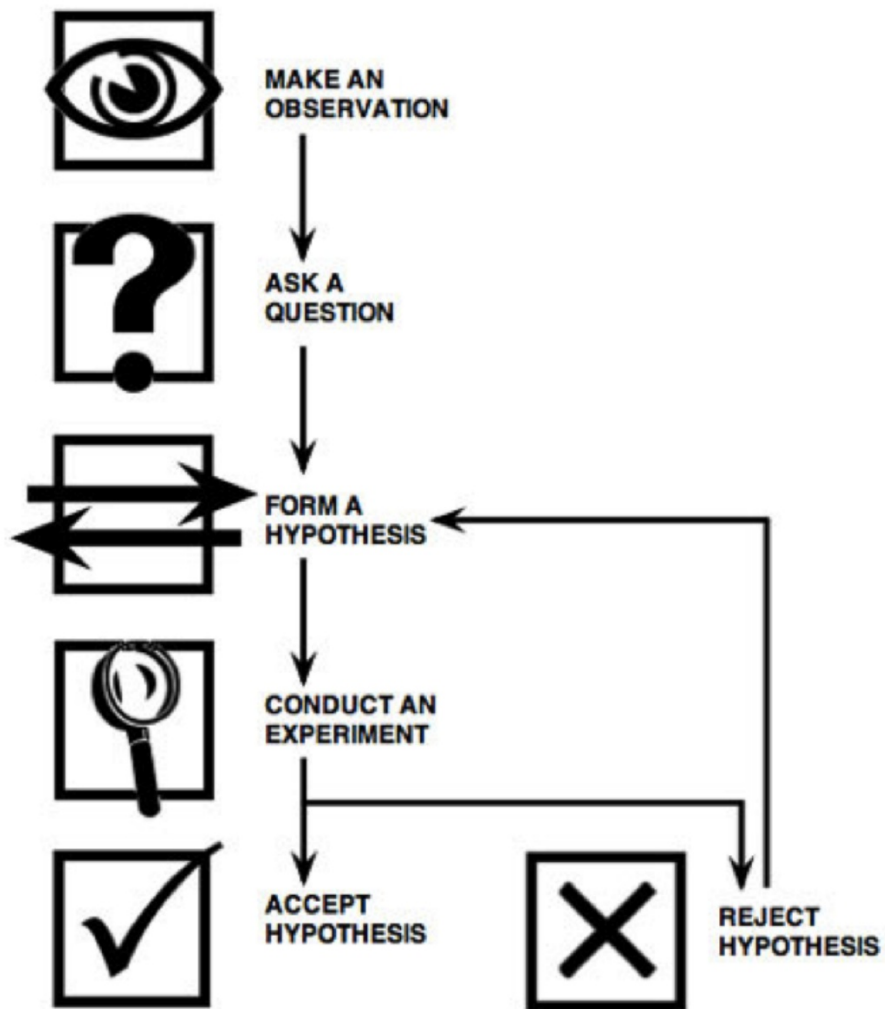 MAKE AN
OBSERVATION
ASK A
QUESTION
FORM A
HYPOTHESIS
CONDUCT AN
EXPERIMENT
ACCEPT
HYPOTHESIS
REJECT
HYPOTHESIS